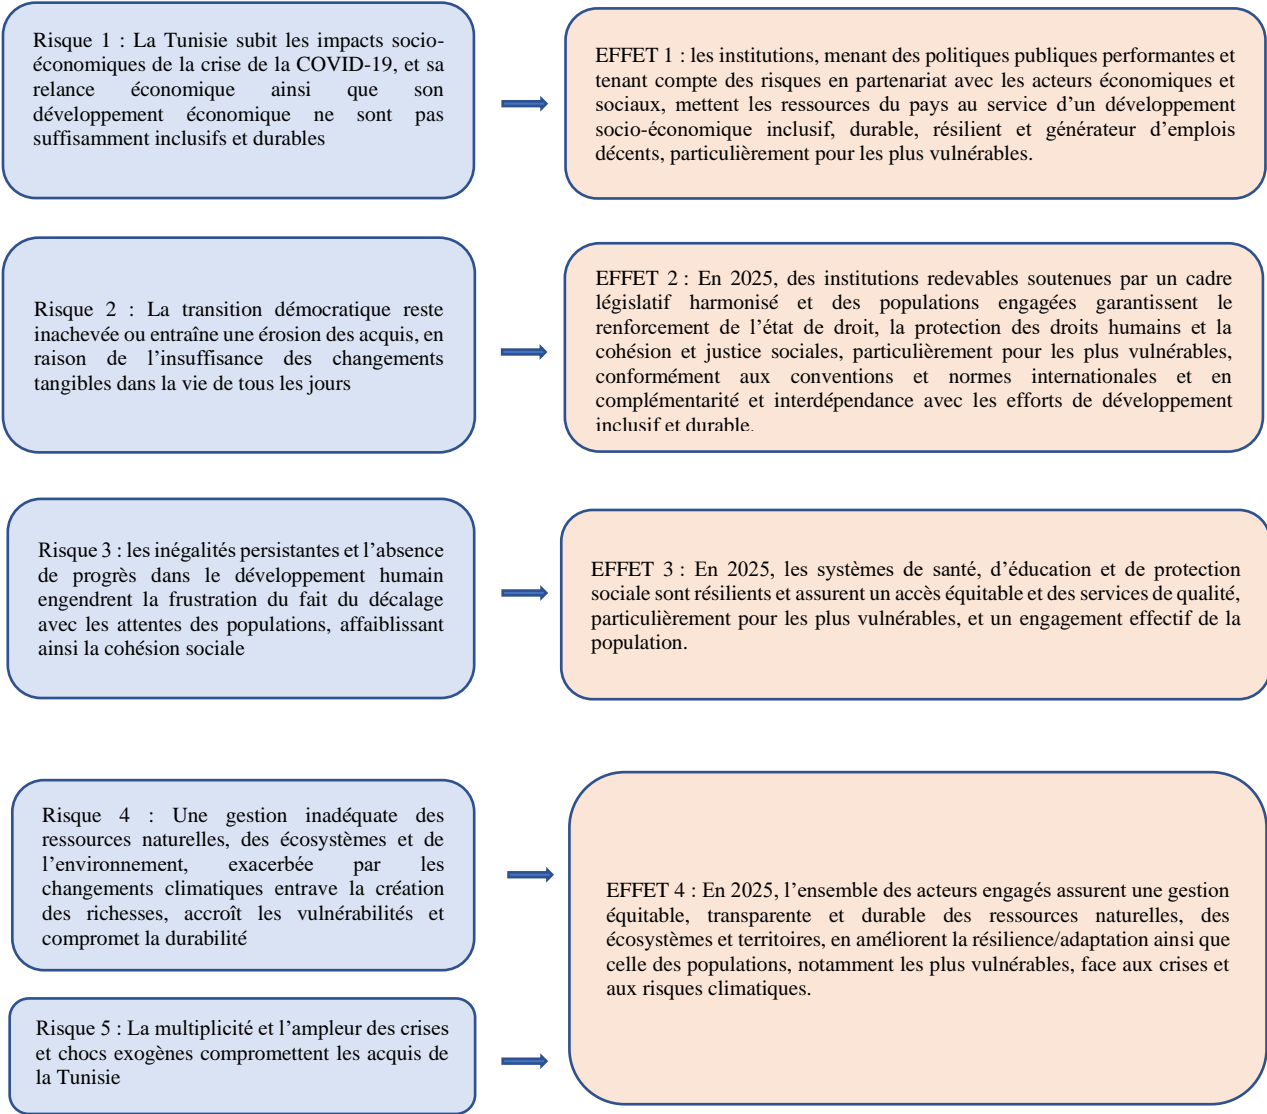 Risque 1 : La Tunisie subit les impacts socio-
économiques de la crise de la COVID-19, et sa
relance économique ainsi que son
développement économique ne sont pas
suffisamment inclusifs et durables
EFFET 1 : les institutions, menant des politiques publiques performantes et
tenant compte des risques en partenariat avec les acteurs économiques et
sociaux, mettent les ressources du pays au service d’un développement
socio-économique inclusif, durable, résilient et générateur d’emplois
décents, particulièrement pour les plus vulnérables.
Risque 2 : La transition démocratique reste
inachevée ou entraîne une érosion des acquis, en
raison de l’insuffisance des changements
tangibles dans la vie de tous les jours
EFFET 2 : En 2025, des institutions redevables soutenues par un cadre
législatif harmonisé et des populations engagées garantissent le
renforcement de l’état de droit, la protection des droits humains et la
cohésion et justice sociales, particulièrement pour les plus vulnérables,
conformément aux conventions et normes internationales et en
complémentarité et interdépendance avec les efforts de développement
inclusif et durable.
Risque 3 : les inégalités persistantes et l’absence
de progrès dans le développement humain
engendrent la frustration du fait du décalage
avec les attentes des populations, affaiblissant
ainsi la cohésion sociale
EFFET 3 : En 2025, les systèmes de santé, d’éducation et de protection
sociale sont résilients et assurent un accès équitable et des services de qualité,
particulièrement pour les plus vulnérables, et un engagement effectif de la
population.
Risque 4 : Une gestion inadéquate des
ressources naturelles, des écosystèmes et de
l’environnement, exacerbée par les
changements climatiques entrave la création
des richesses, accroît les vulnérabilités et
compromet la durabilité
EFFET 4 : En 2025, l’ensemble des acteurs engagés assurent une gestion
équitable, transparente et durable des ressources naturelles, des
écosystèmes et territoires, en améliorent la résilience/adaptation ainsi que
celle des populations, notamment les plus vulnérables, face aux crises et
aux risques climatiques.
Risque 5 : La multiplicité et l’ampleur des crises
et chocs exogènes compromettent les acquis de
la Tunisie